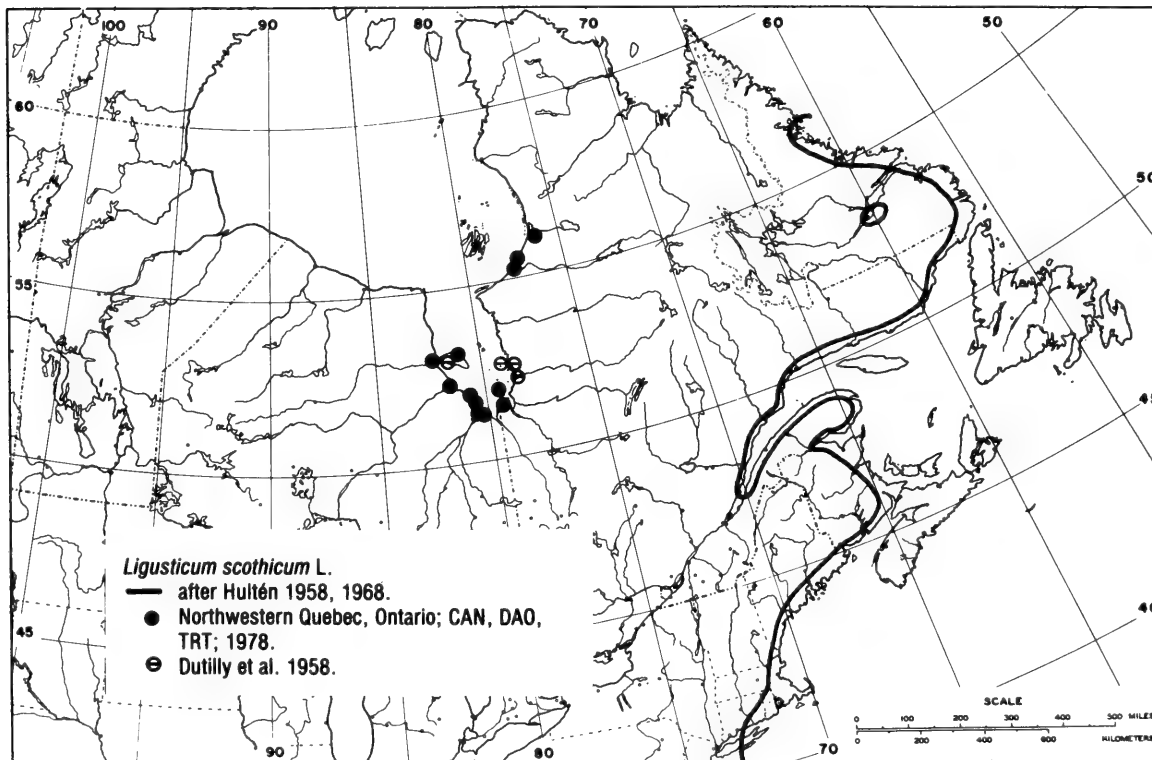 100 90 80 70 60 50
60
50
55
45
45
40
Ligusticum scothicum L.
after Hultén 1958, 1968.
Northwestern Quebec, Ontario; CAN, DAO,
TRT; 1978.
Dutilly et al. 1958.
90 80 70
SCALE
0 100 200 300 400 500 MILES
0 200 400 600 KILOMETERS